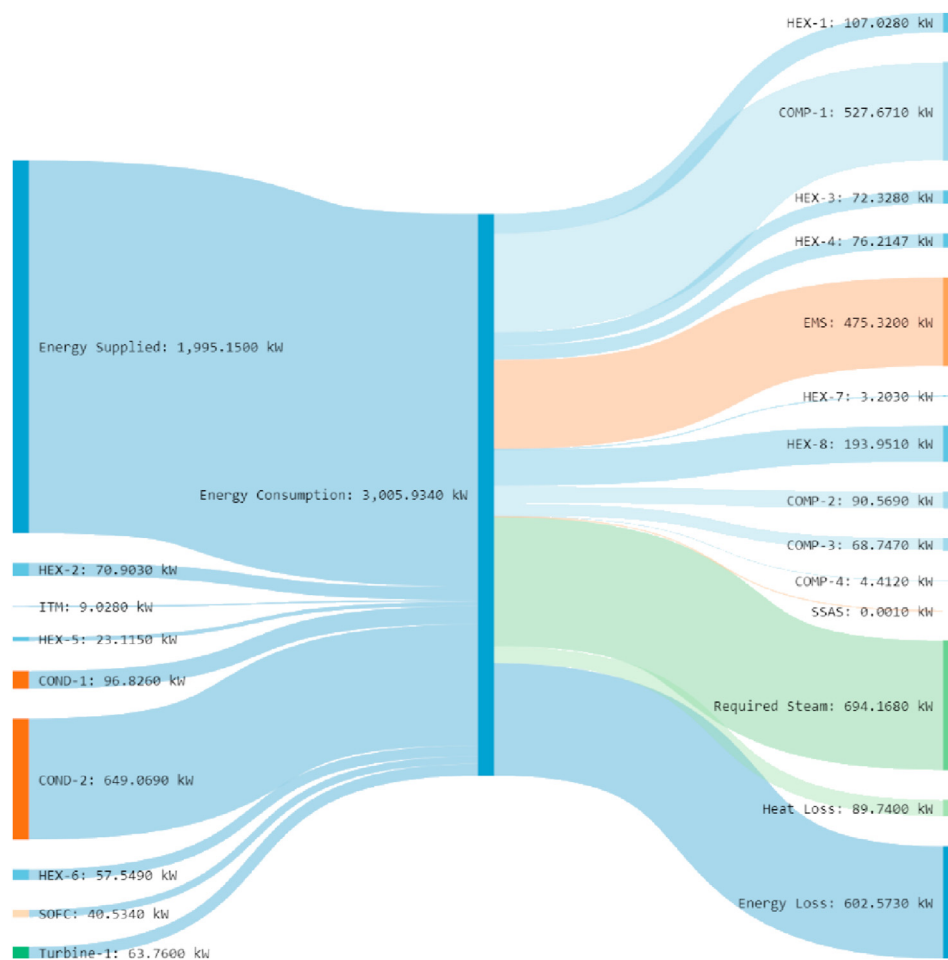 HEX-1: 107.0280 kW
COMP-1: 527.6710 kW
HEX-3: 72.3280 kW
HEX-4: 76.2147 kW
EMS: 475.3200 kW
Energy Supplied: 1,995.1500 kW
HEX-7: 3.2030 kW
HEX-8: 193.9510 kW
Energy Consumption: 3,005.9340 kW
COMP-2: 90.5690 kW
COMP-3: 68.7470 kW
HEX-2: 70.9030 kW
COMP-4: 4.4120 kW
ITM: 9.0280 kW
SSAS: 0.0010 kW
HEX-5: 23.1150 kW
COND-1: 96.8260 kW
Required Steam: 694.1680 kW
COND-2: 649.0690 kW
Heat Loss: 89.7400 kW
HEX-6: 57.5490 kW
Energy Loss: 602.5730 kW
SOFC: 40.5340 kW
Turbine-1: 63.7600 kW